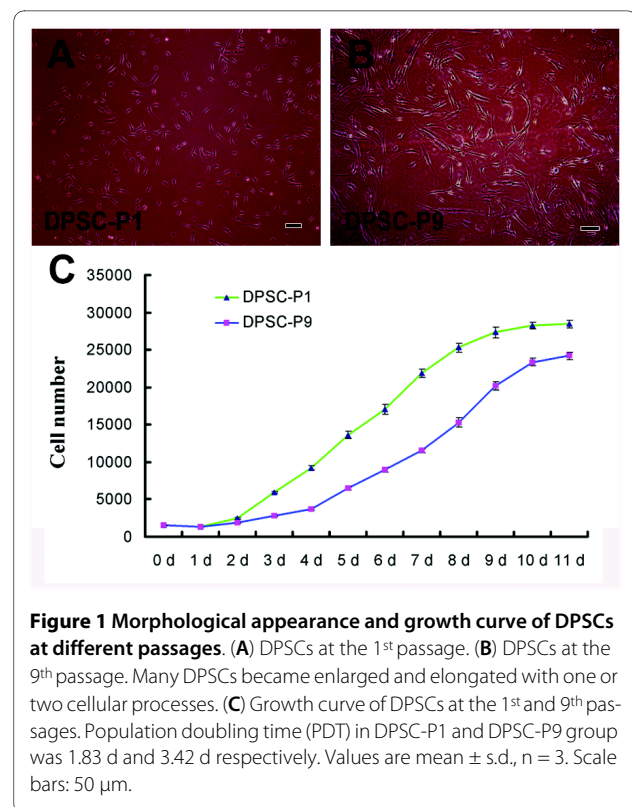 A
B
DPSC-P1
DPSC-P9
C
35000
30000
25000
20000
15000
10000
5000
0
Cell number
DPSC-P1
DPSC-P9
0 d 1 d 2 d 3 d 4 d 5 d 6 d 7 d 8 d 9 d 10 d 11 d
Figure 1 Morphological appearance and growth curve of DPSCs
at different passages. (A) DPSCs at the 1st passage. (B) DPSCs at the
9th passage. Many DPSCs became enlarged and elongated with one or
two cellular processes. (C) Growth curve of DPSCs at the 1st and 9th pas-
sages. Population doubling time (PDT) in DPSC-P1 and DPSC-P9 group
was 1.83 d and 3.42 d respectively. Values are mean ± s.d., n = 3. Scale
bars: 50 μm.